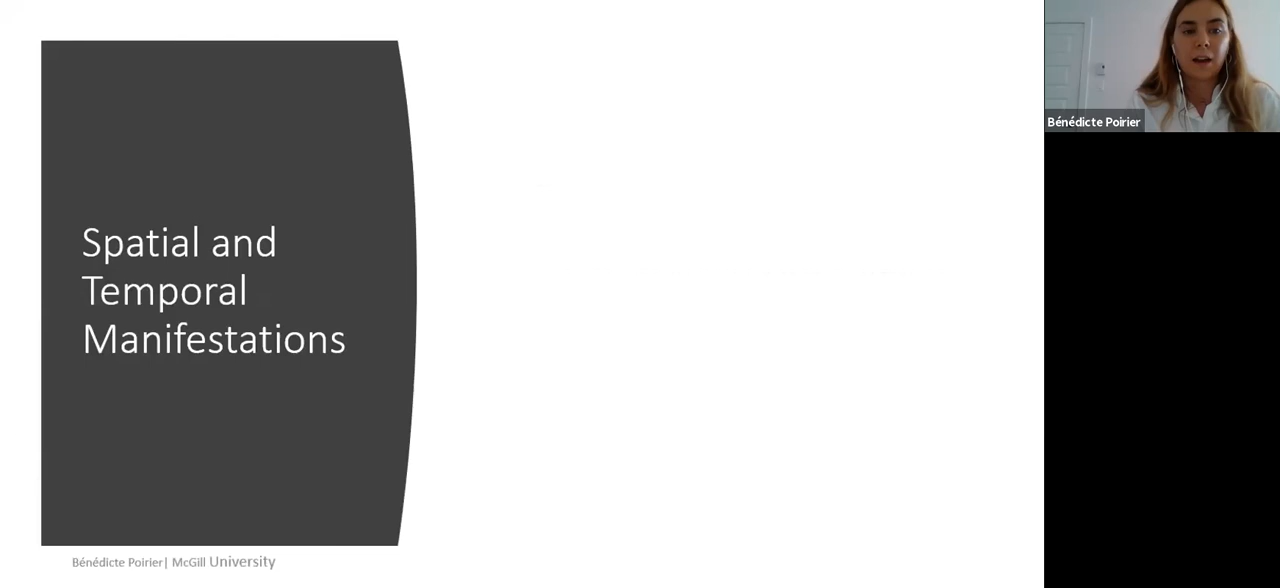 Spatial and
Temporal
Manifestations
Bénédicte Poirier| McGill University
Bénédicte Poirier